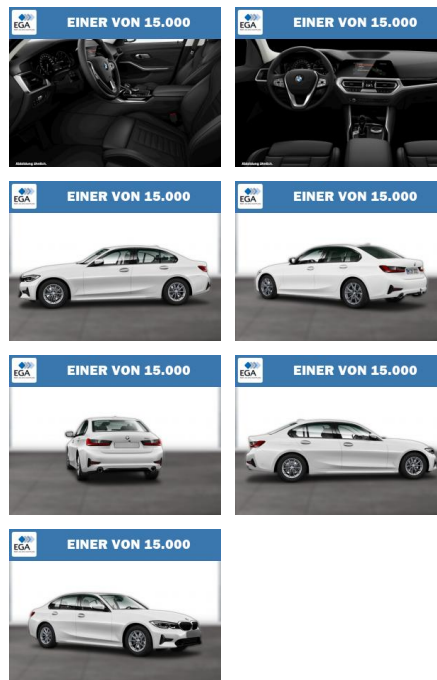 EGA
EINER VON 15.000
Abbildung ähnlich.
EGA
EINER VON 15.000
Abbildung ähnlich.
EGA
EINER VON 15.000
EGA
EINER VON 15.000
EGA
EINER VON 15.000
EGA
EINER VON 15.000
EGA
EINER VON 15.000